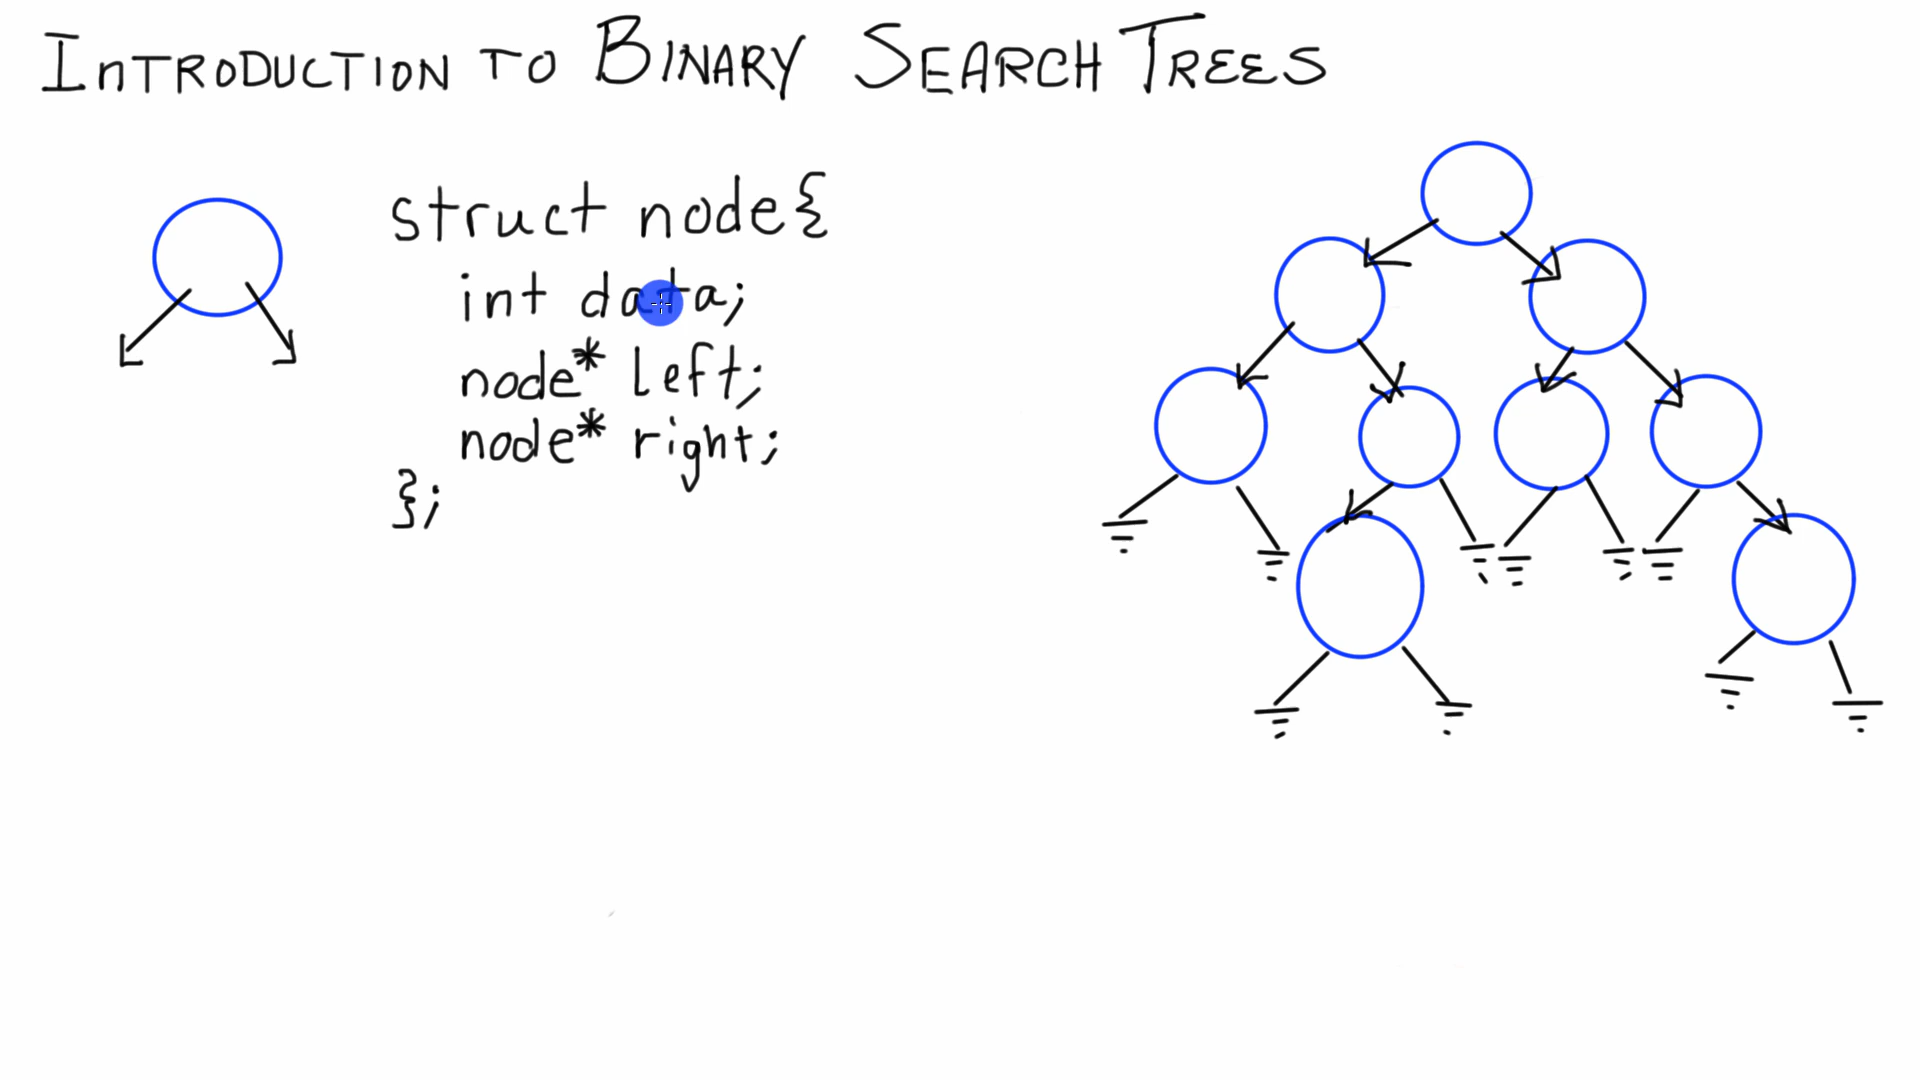 INTRODUCTION TO BINARY SEARCH TREES
struct node{
int data;
node* left;
node* right;
};